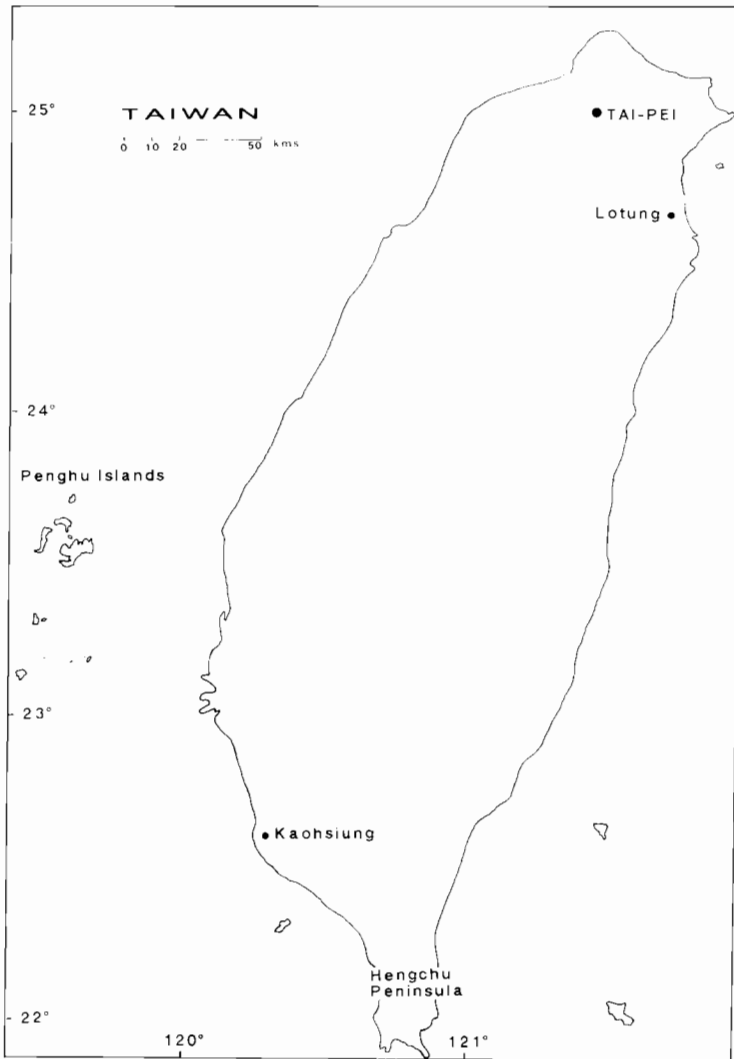 TAIWAN
0 10 20 50 kms
25°
TAI-PEI
Lotung
24°
Penghu Islands
23°
Kaohsiung
Hengchu
Peninsula
22°
120°
121°